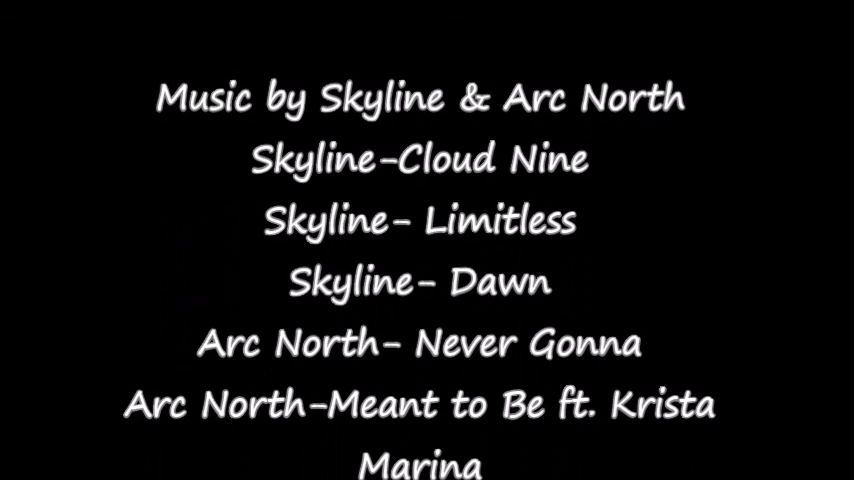 Music by Skyline & Arc North
Skyline-Cloud Nine
Skyline- Limitless
Skyline- Dawn
Arc North- Never Gonna
Arc North-Meant to Be ft. Krista
Marina